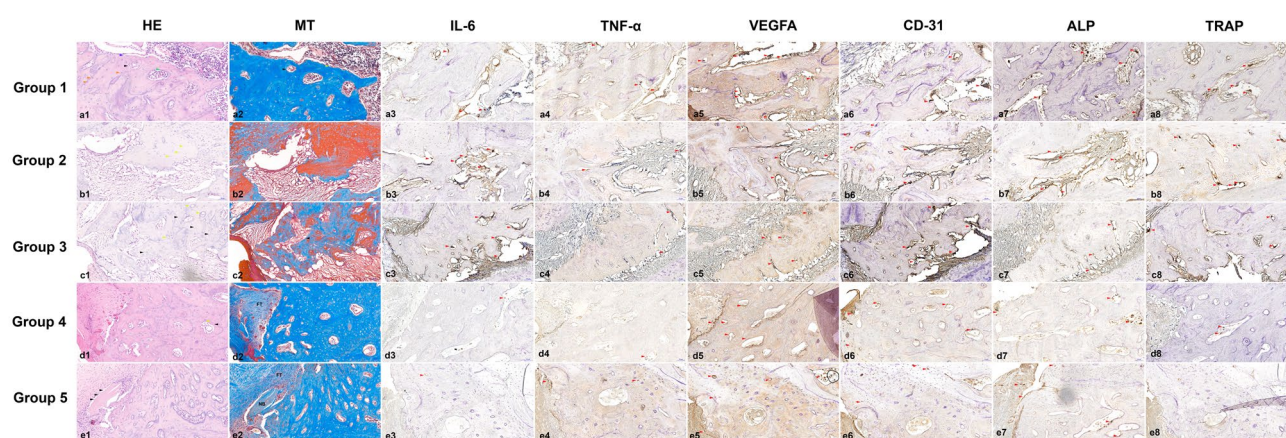 HE MT IL-6 TNF-α VEGFA CD-31 ALP TRAP
Group 1
a1 a2 a3 a4 a5 a6 a7 a8
Group 2
b1 b2 b3 b4 b5 b6 b7 b8
Group 3
c1 c2 c3 c4 c5 c6 c7 c8
Group 4
FT
d1 d2 d3 d4 d5 d6 d7 d8
Group 5
FT
NB
e1 e2 e3 e4 e5 e6 e7 e8